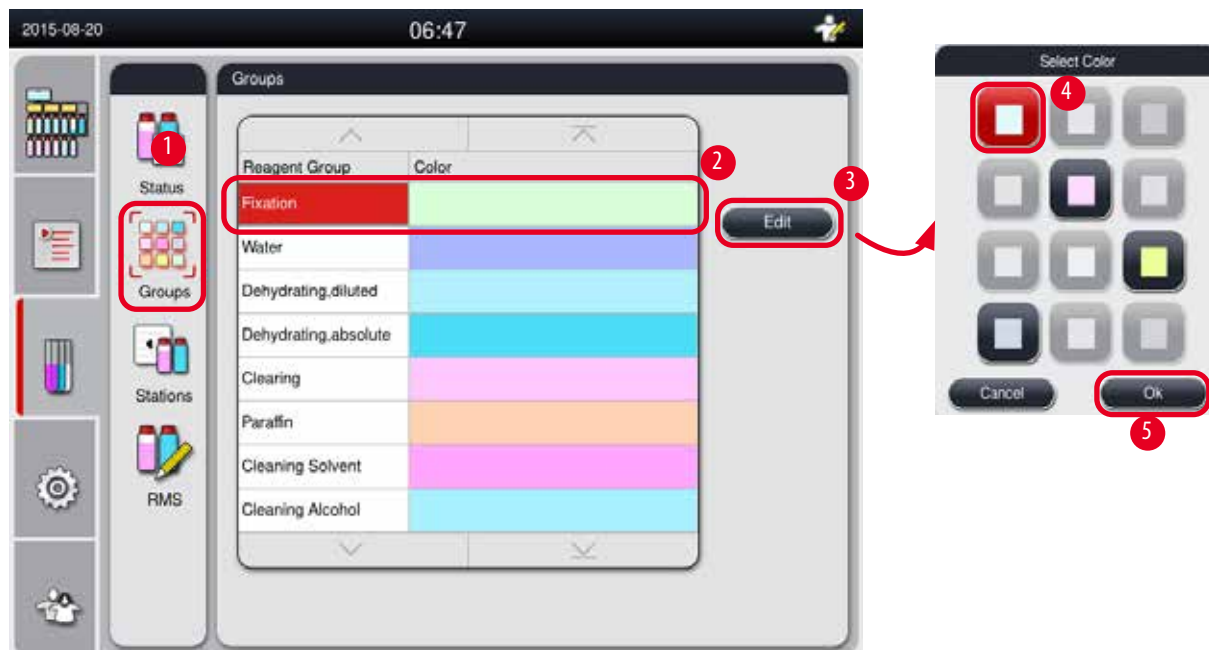 2015-08-20 06:47
Groups
1
Status
Groups
Stations
RMS
Reagent Group Color
2
Fixation
Water
Dehydrating,diluted
Dehydrating,absolute
Clearing
Paraffin
Cleaning Solvent
Cleaning Alcohol
3
Edit
Select Color
4
Cancel Ok
5